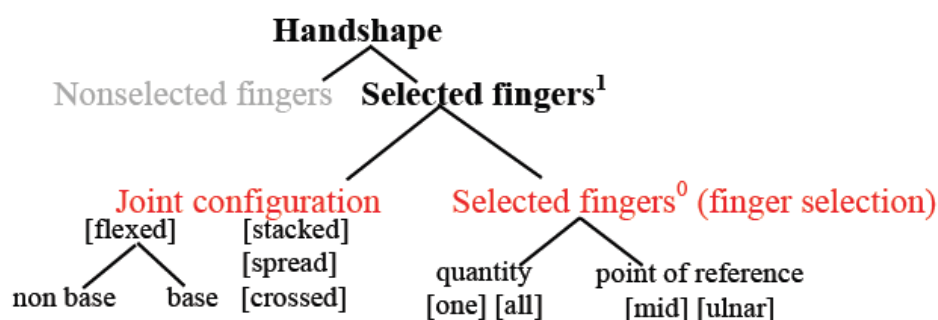 Handshape
Nonselected fingers Selected fingers¹
Joint configuration Selected fingers⁰ (finger selection)
[flexed] [stacked]
[spread]
quantity point of reference
non base base [crossed] [one] [all] [mid] [ulnar]